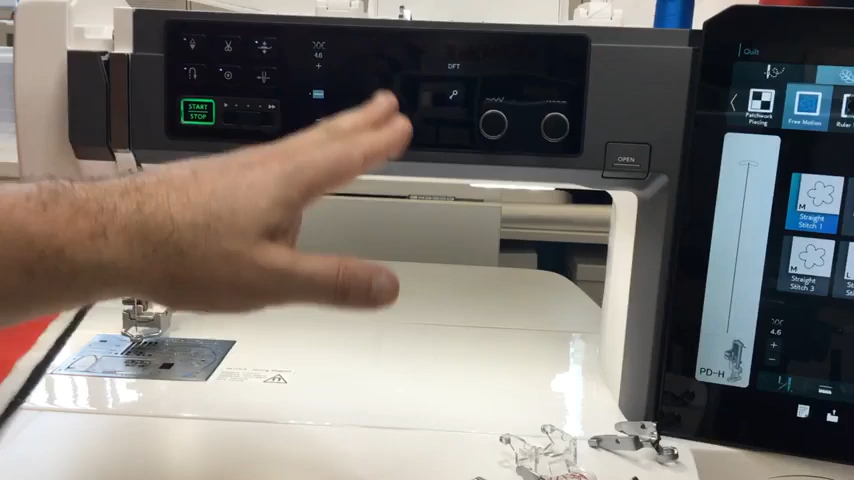 4.6
+
DFT
START
STOP
OPEN
Quilt
Patchwork
Piecing
Free Motion
Ruler
M
Straight
Stitch 1
M
Straight
Stitch 3
L
4.6
+
-
PD-H